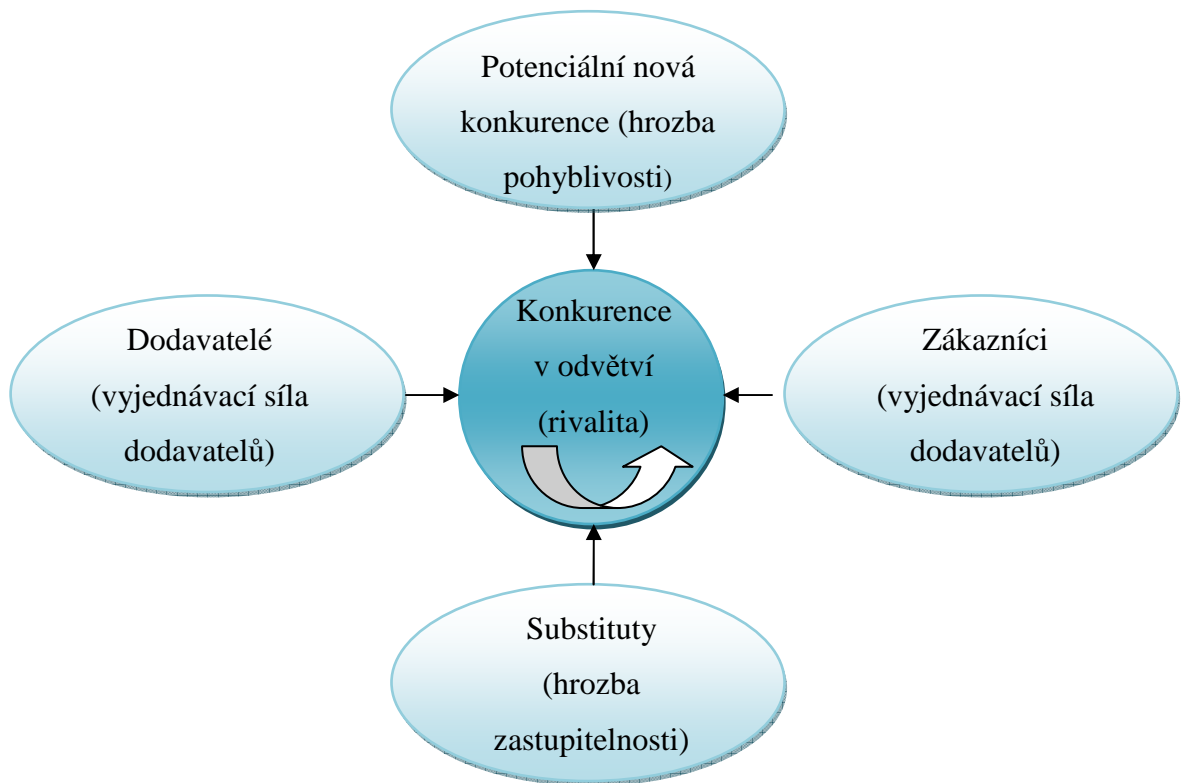 Potenciální nová
konkurence (hrozba
pohyblivosti)
Dodavatelé
(vyjednávací síla
dodavatelů)
Konkurence
v odvětví
(rivalita)
Zákazníci
(vyjednávací síla
dodavatelů)
Substituty
(hrozba
zastupitelnosti)